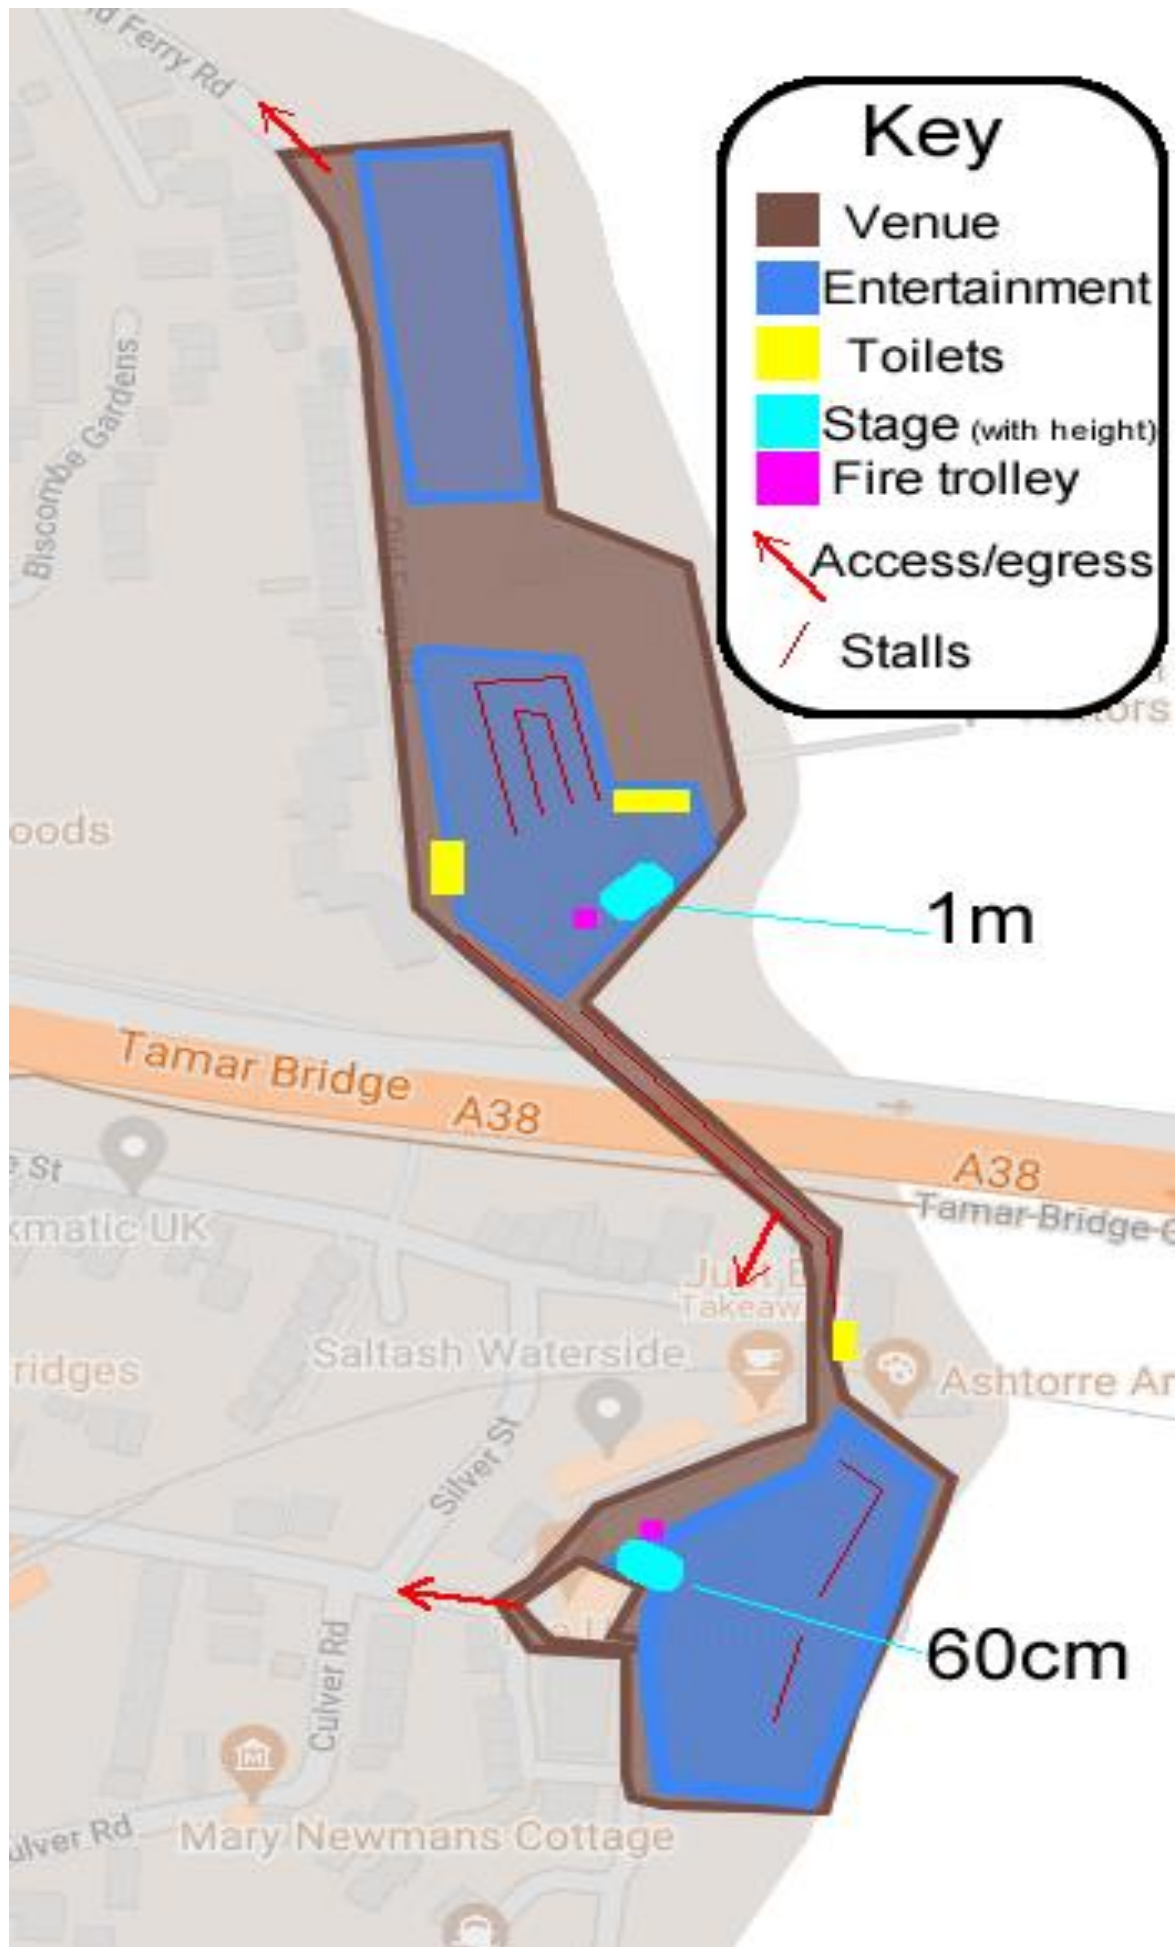 Ferry Rd
Key
Venue
Entertainment
Toilets
Stage (with height)
Fire trolley
Access/egress
Stalls
Biscombe Gardens
oods
1m
Tamar Bridge
A38
A38
Tamar Bridge
e St
kmatic UK
Takeaw
Saltash Waterside
ridges
Ashtorre Ar
Silver St
Culver Rd
60cm
Mary Newmans Cottage
ulver Rd